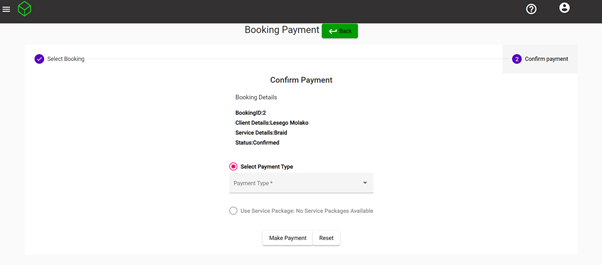 Booking Payment Back
Select Booking
2 Confirm payment
Confirm Payment
Booking Details
BookingID:2
Client Details:Lesego Molako
Service Details:Braid
Status:Confirmed
Select Payment Type
Payment Type *
Use Service Package: No Service Packages Available
Make Payment Reset